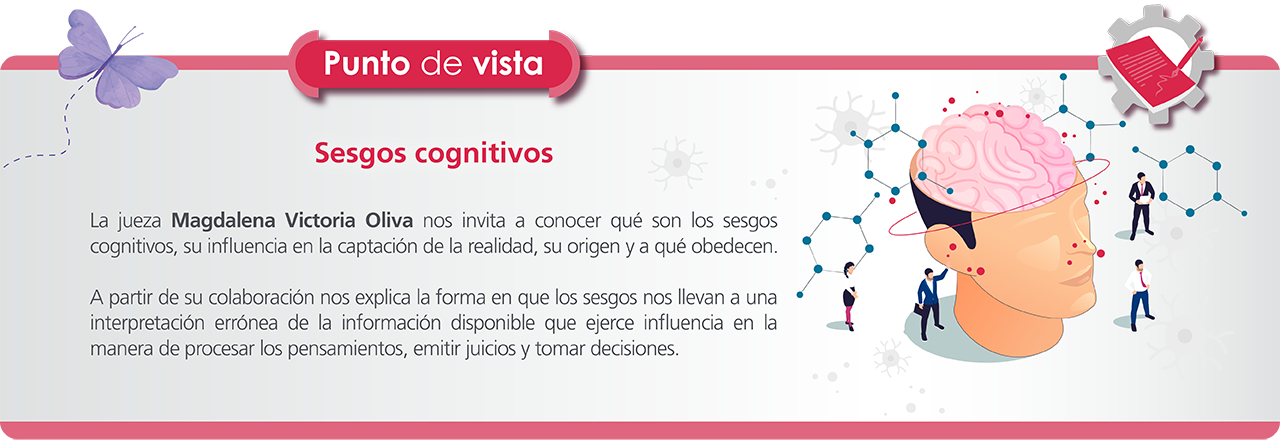 Punto de vista
Sesgos cognitivos
La jueza Magdalena Victoria Oliva nos invita a conocer qué son los sesgos
cognitivos, su influencia en la captación de la realidad, su origen y a qué obedecen.
A partir de su colaboración nos explica la forma en que los sesgos nos llevan a una
interpretación errónea de la información disponible que ejerce influencia en la
manera de procesar los pensamientos, emitir juicios y tomar decisiones.